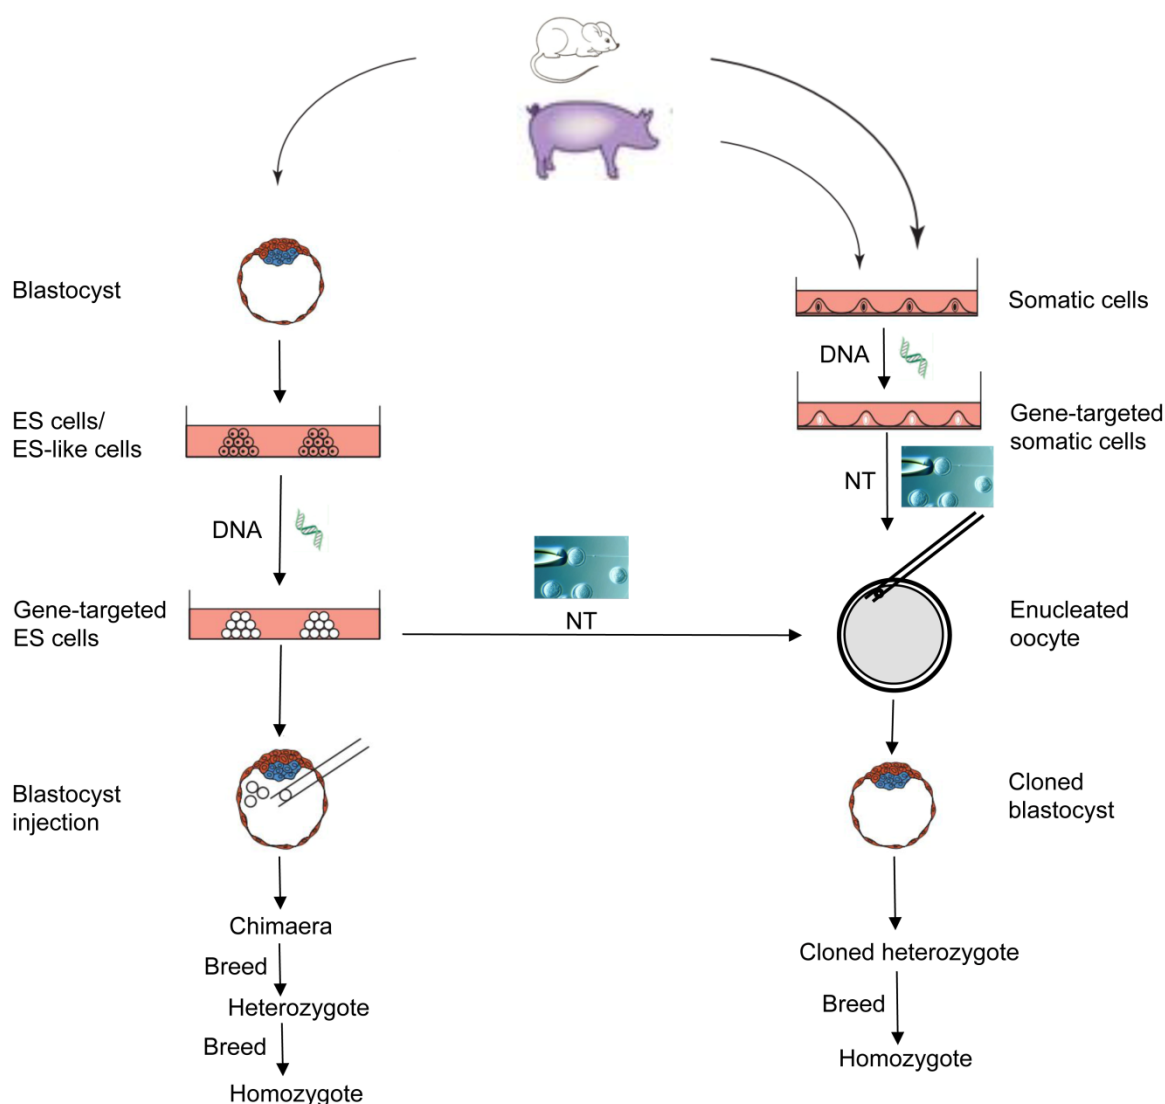 Blastocyst
ES cells/
ES-like cells
DNA
Gene-targeted
ES cells
NT
Blastocyst
injection
Chimaera
Breed
Heterozygote
Breed
Homozygote
Somatic cells
DNA
Gene-targeted
somatic cells
NT
Enucleated
oocyte
Cloned
blastocyst
Cloned heterozygote
Breed
Homozygote